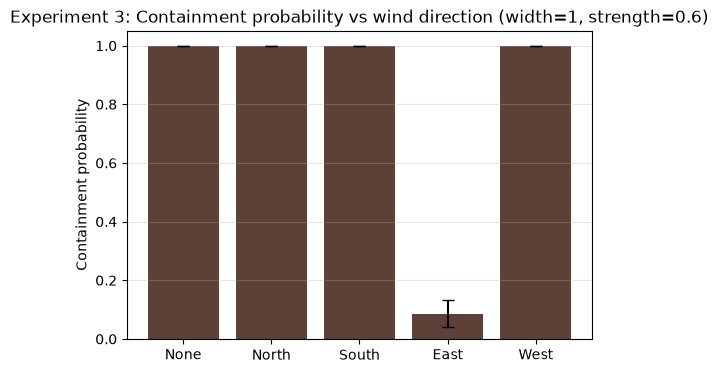 Experiment 3: Containment probability vs wind direction (width=1, strength=0.6)
Containment probability
1.0
0.8
0.6
0.4
0.2
0.0
None North South East West